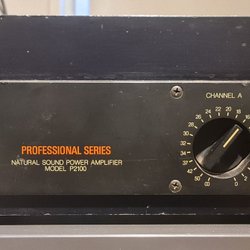 PROFESSIONAL SERIES
NATURAL SOUND POWER AMPLIFIER
MODEL P2100
CHANNEL A